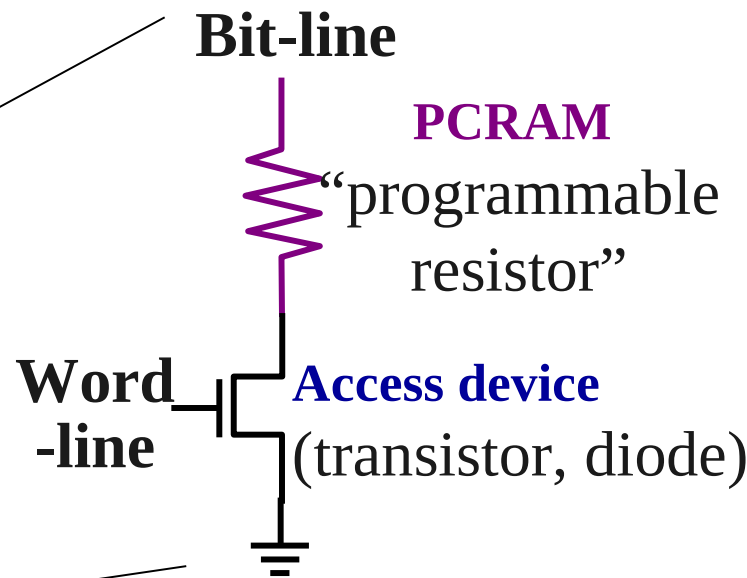 Bit-line
PCRAM
“programmable
resistor”
Word
-line
Access device
(transistor, diode)